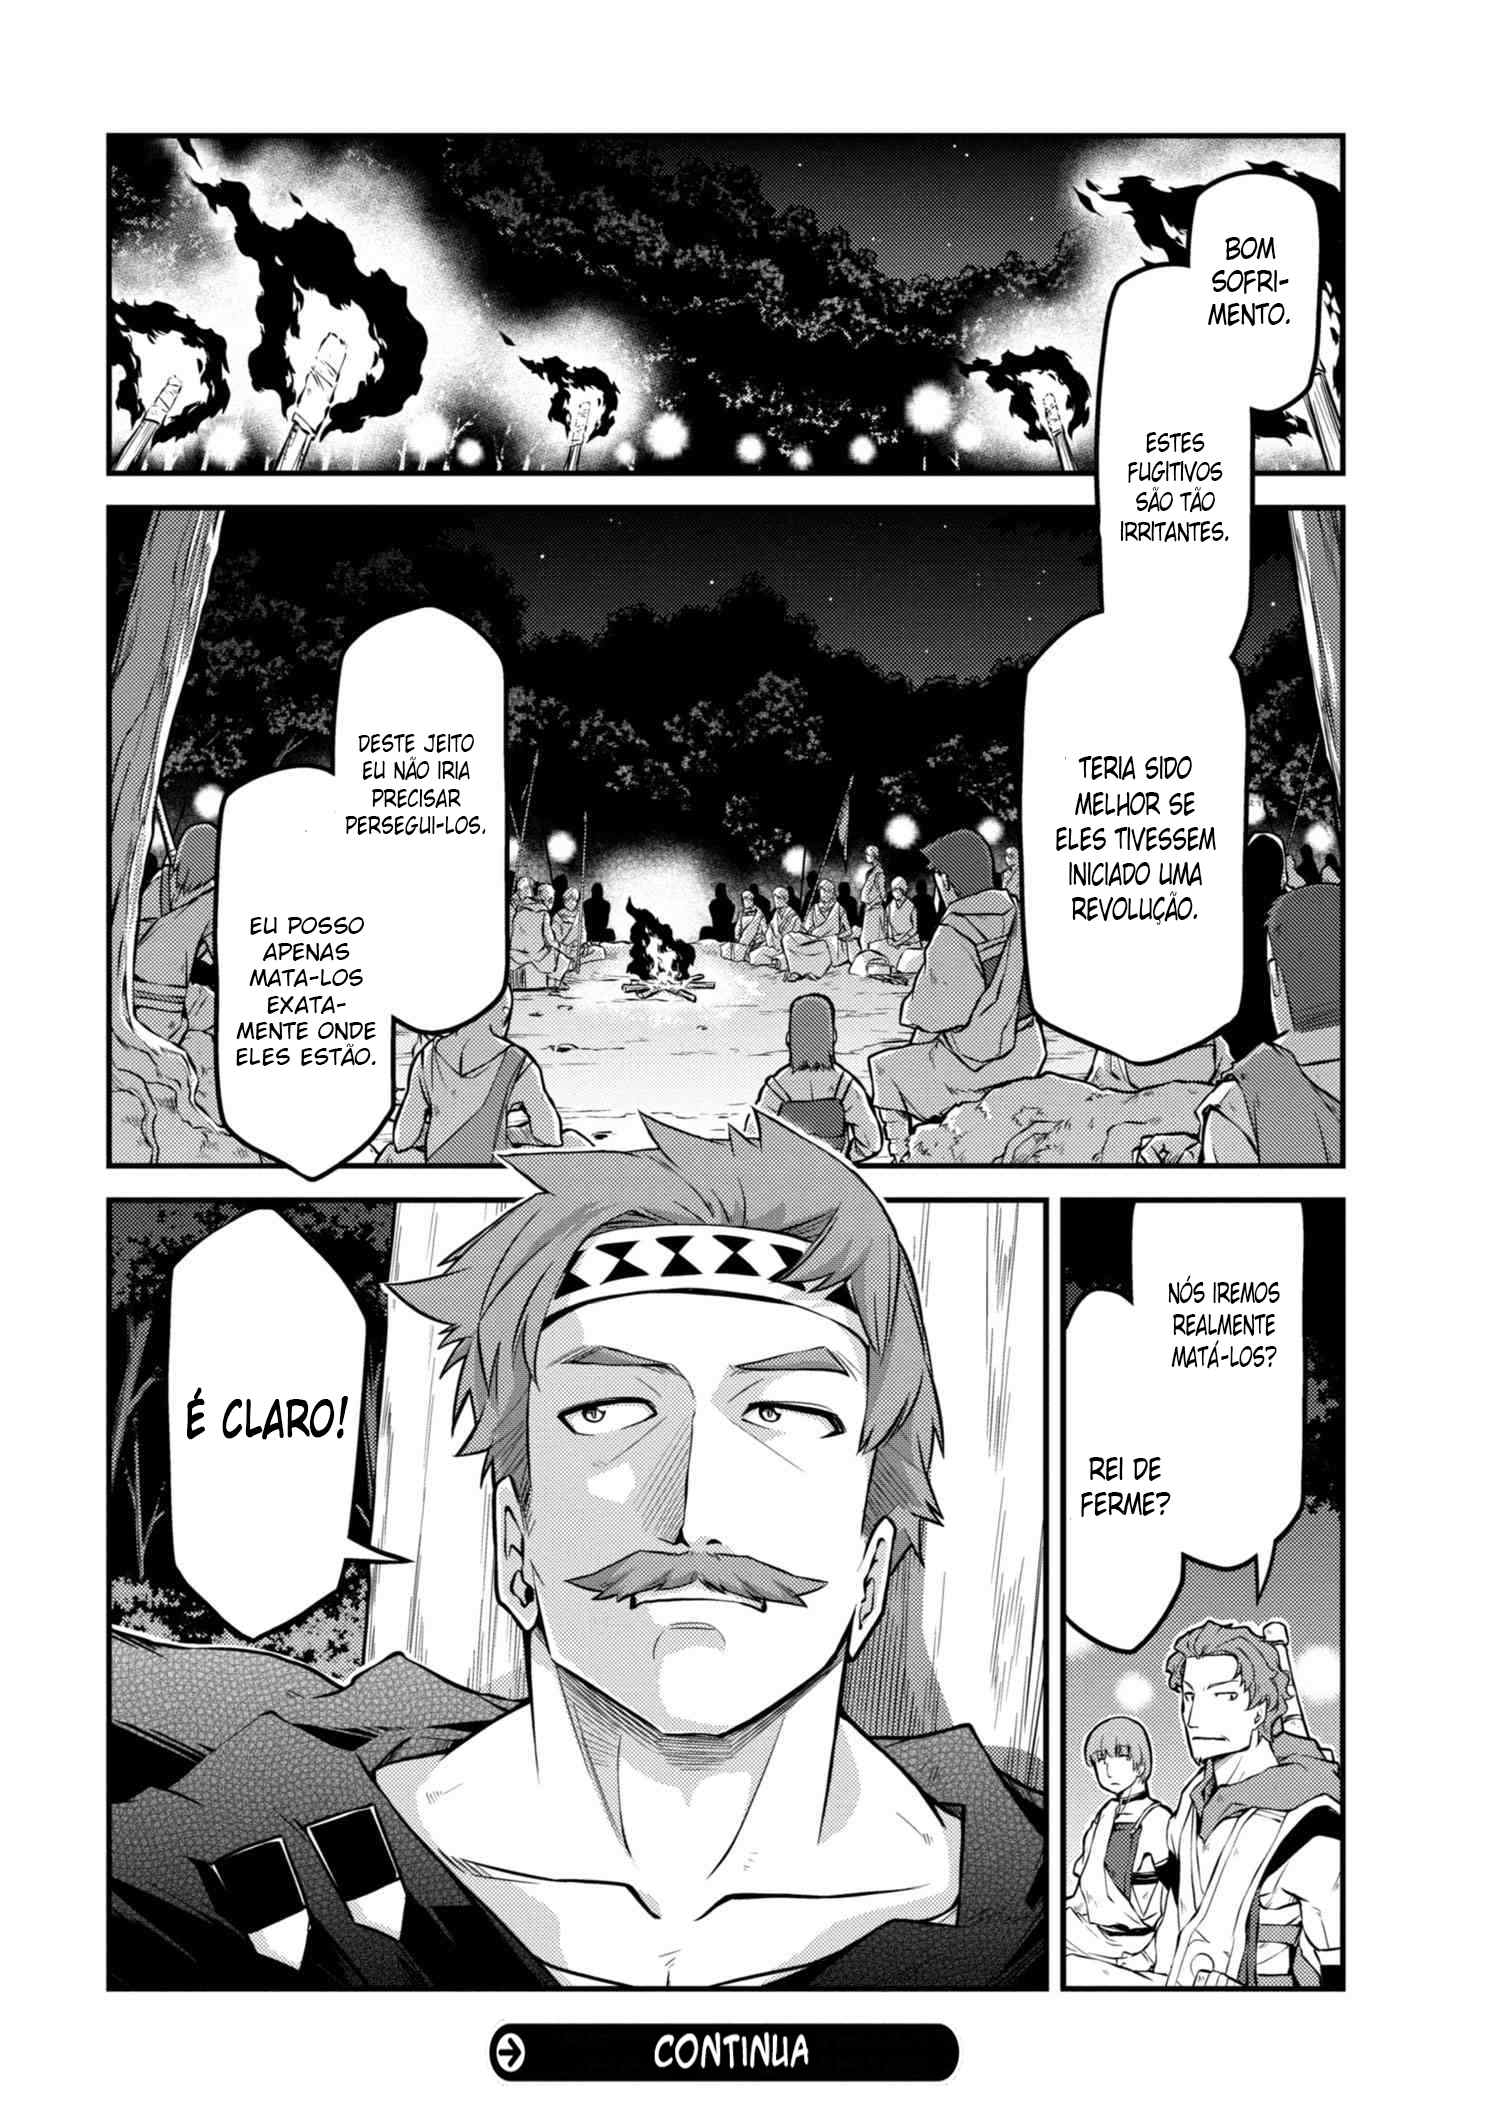 BOM
SOFRI-
MENTO.
ESTES
FUGITIVOS
SÃO TÃO
IRRITANTES.
TERIA SIDO
MELHOR SE
ELES TIVESSEM
INICIADO UMA
REVOLUÇÃO.
DESTE JEITO
EU NÃO IRIA
PRECISAR
PERSEGUI-LOS.
EU POSSO
APENAS
MATA-LOS
EXATA-
MENTE ONDE
ELES ESTÃO.
NÓS IREMOS
REALMENTE
MATÁ-LOS?
REI DE
FERME?
É CLARO!
CONTINUA